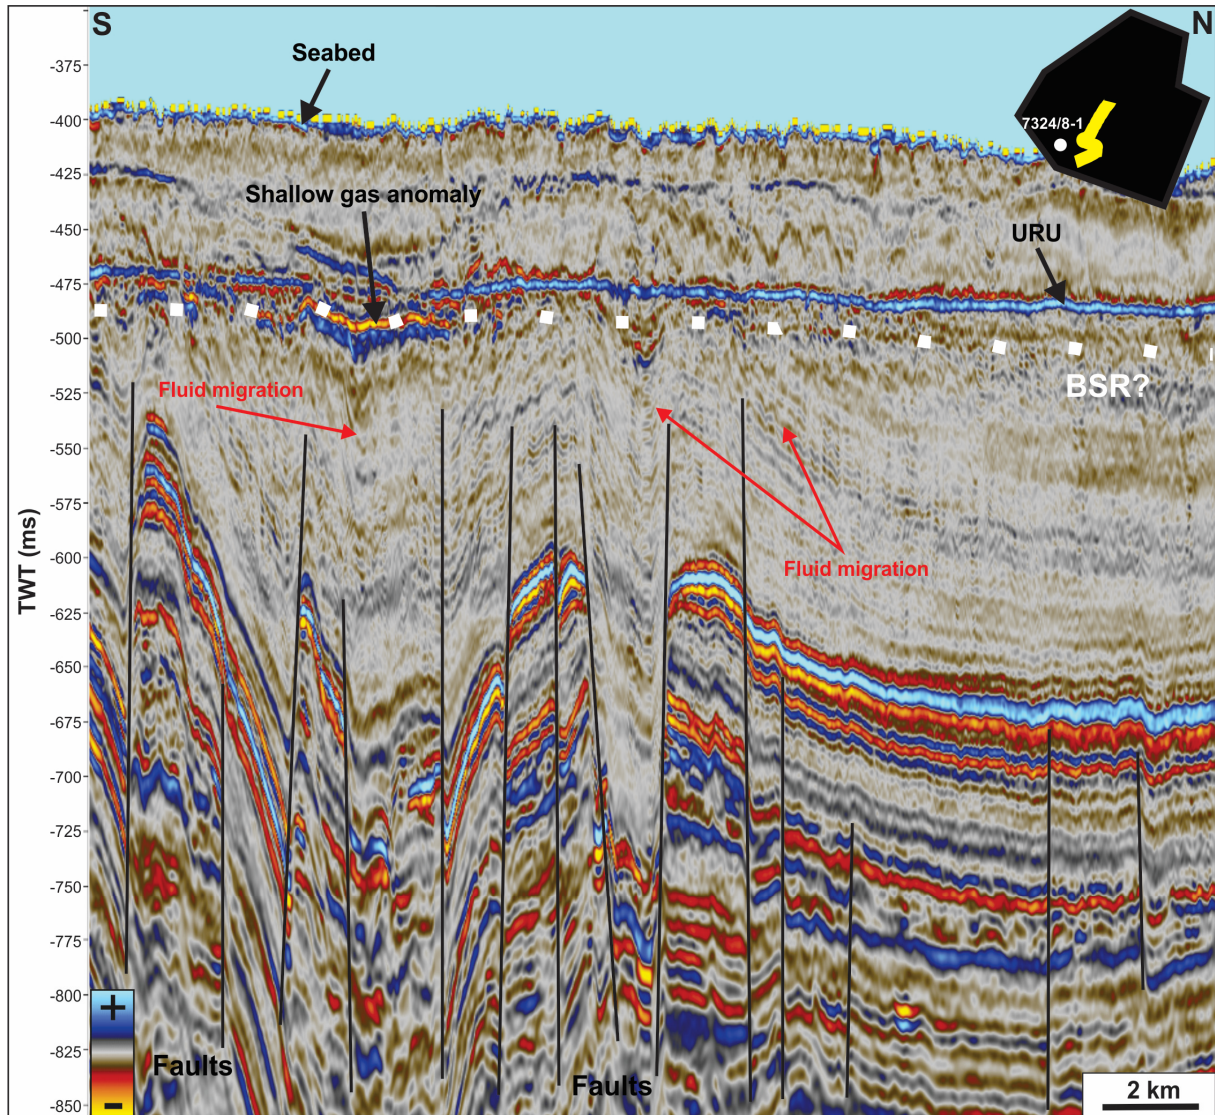 S
N
Seabed
7324/8-1
Shallow gas anomaly
URU
BSR?
Fluid migration
Fluid migration
TWT (ms)
-375
-400
-425
-450
-475
-500
-525
-550
-575
-600
-625
-650
-675
-700
-725
-750
-775
-800
-825
-850
+
-
Faults
Faults
2 km